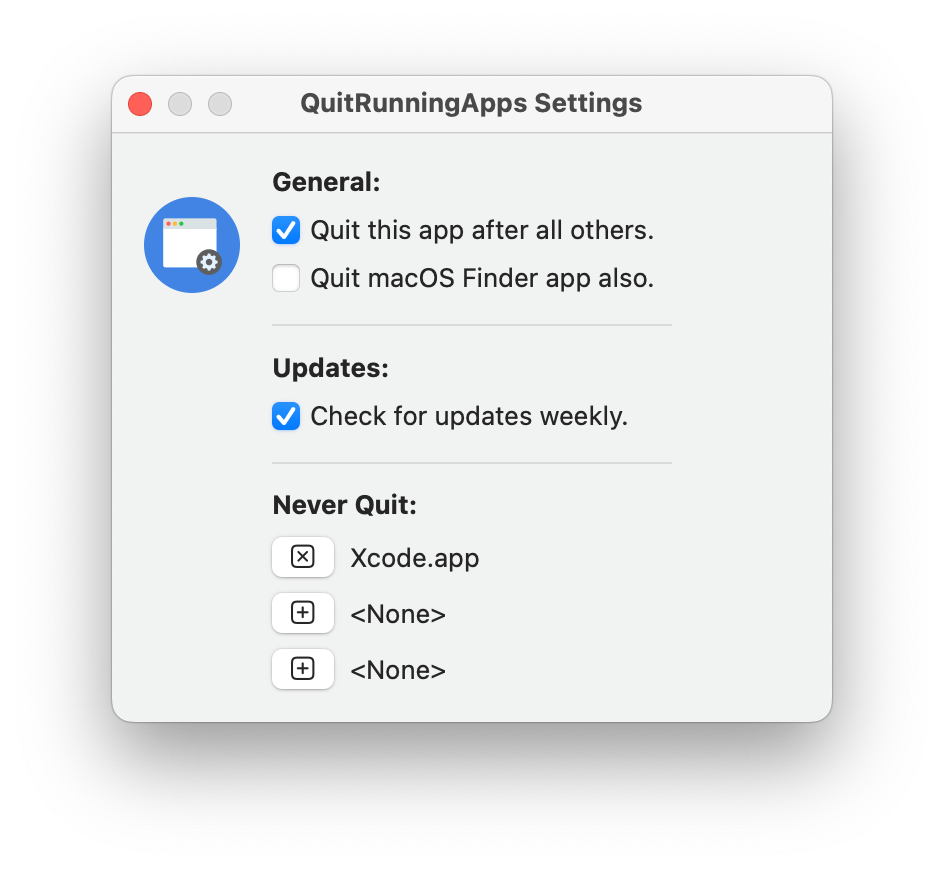 QuitRunningApps Settings
General:
Quit this app after all others.
Quit macOS Finder app also.
Updates:
Check for updates weekly.
Never Quit:
Xcode.app
<None>
<None>